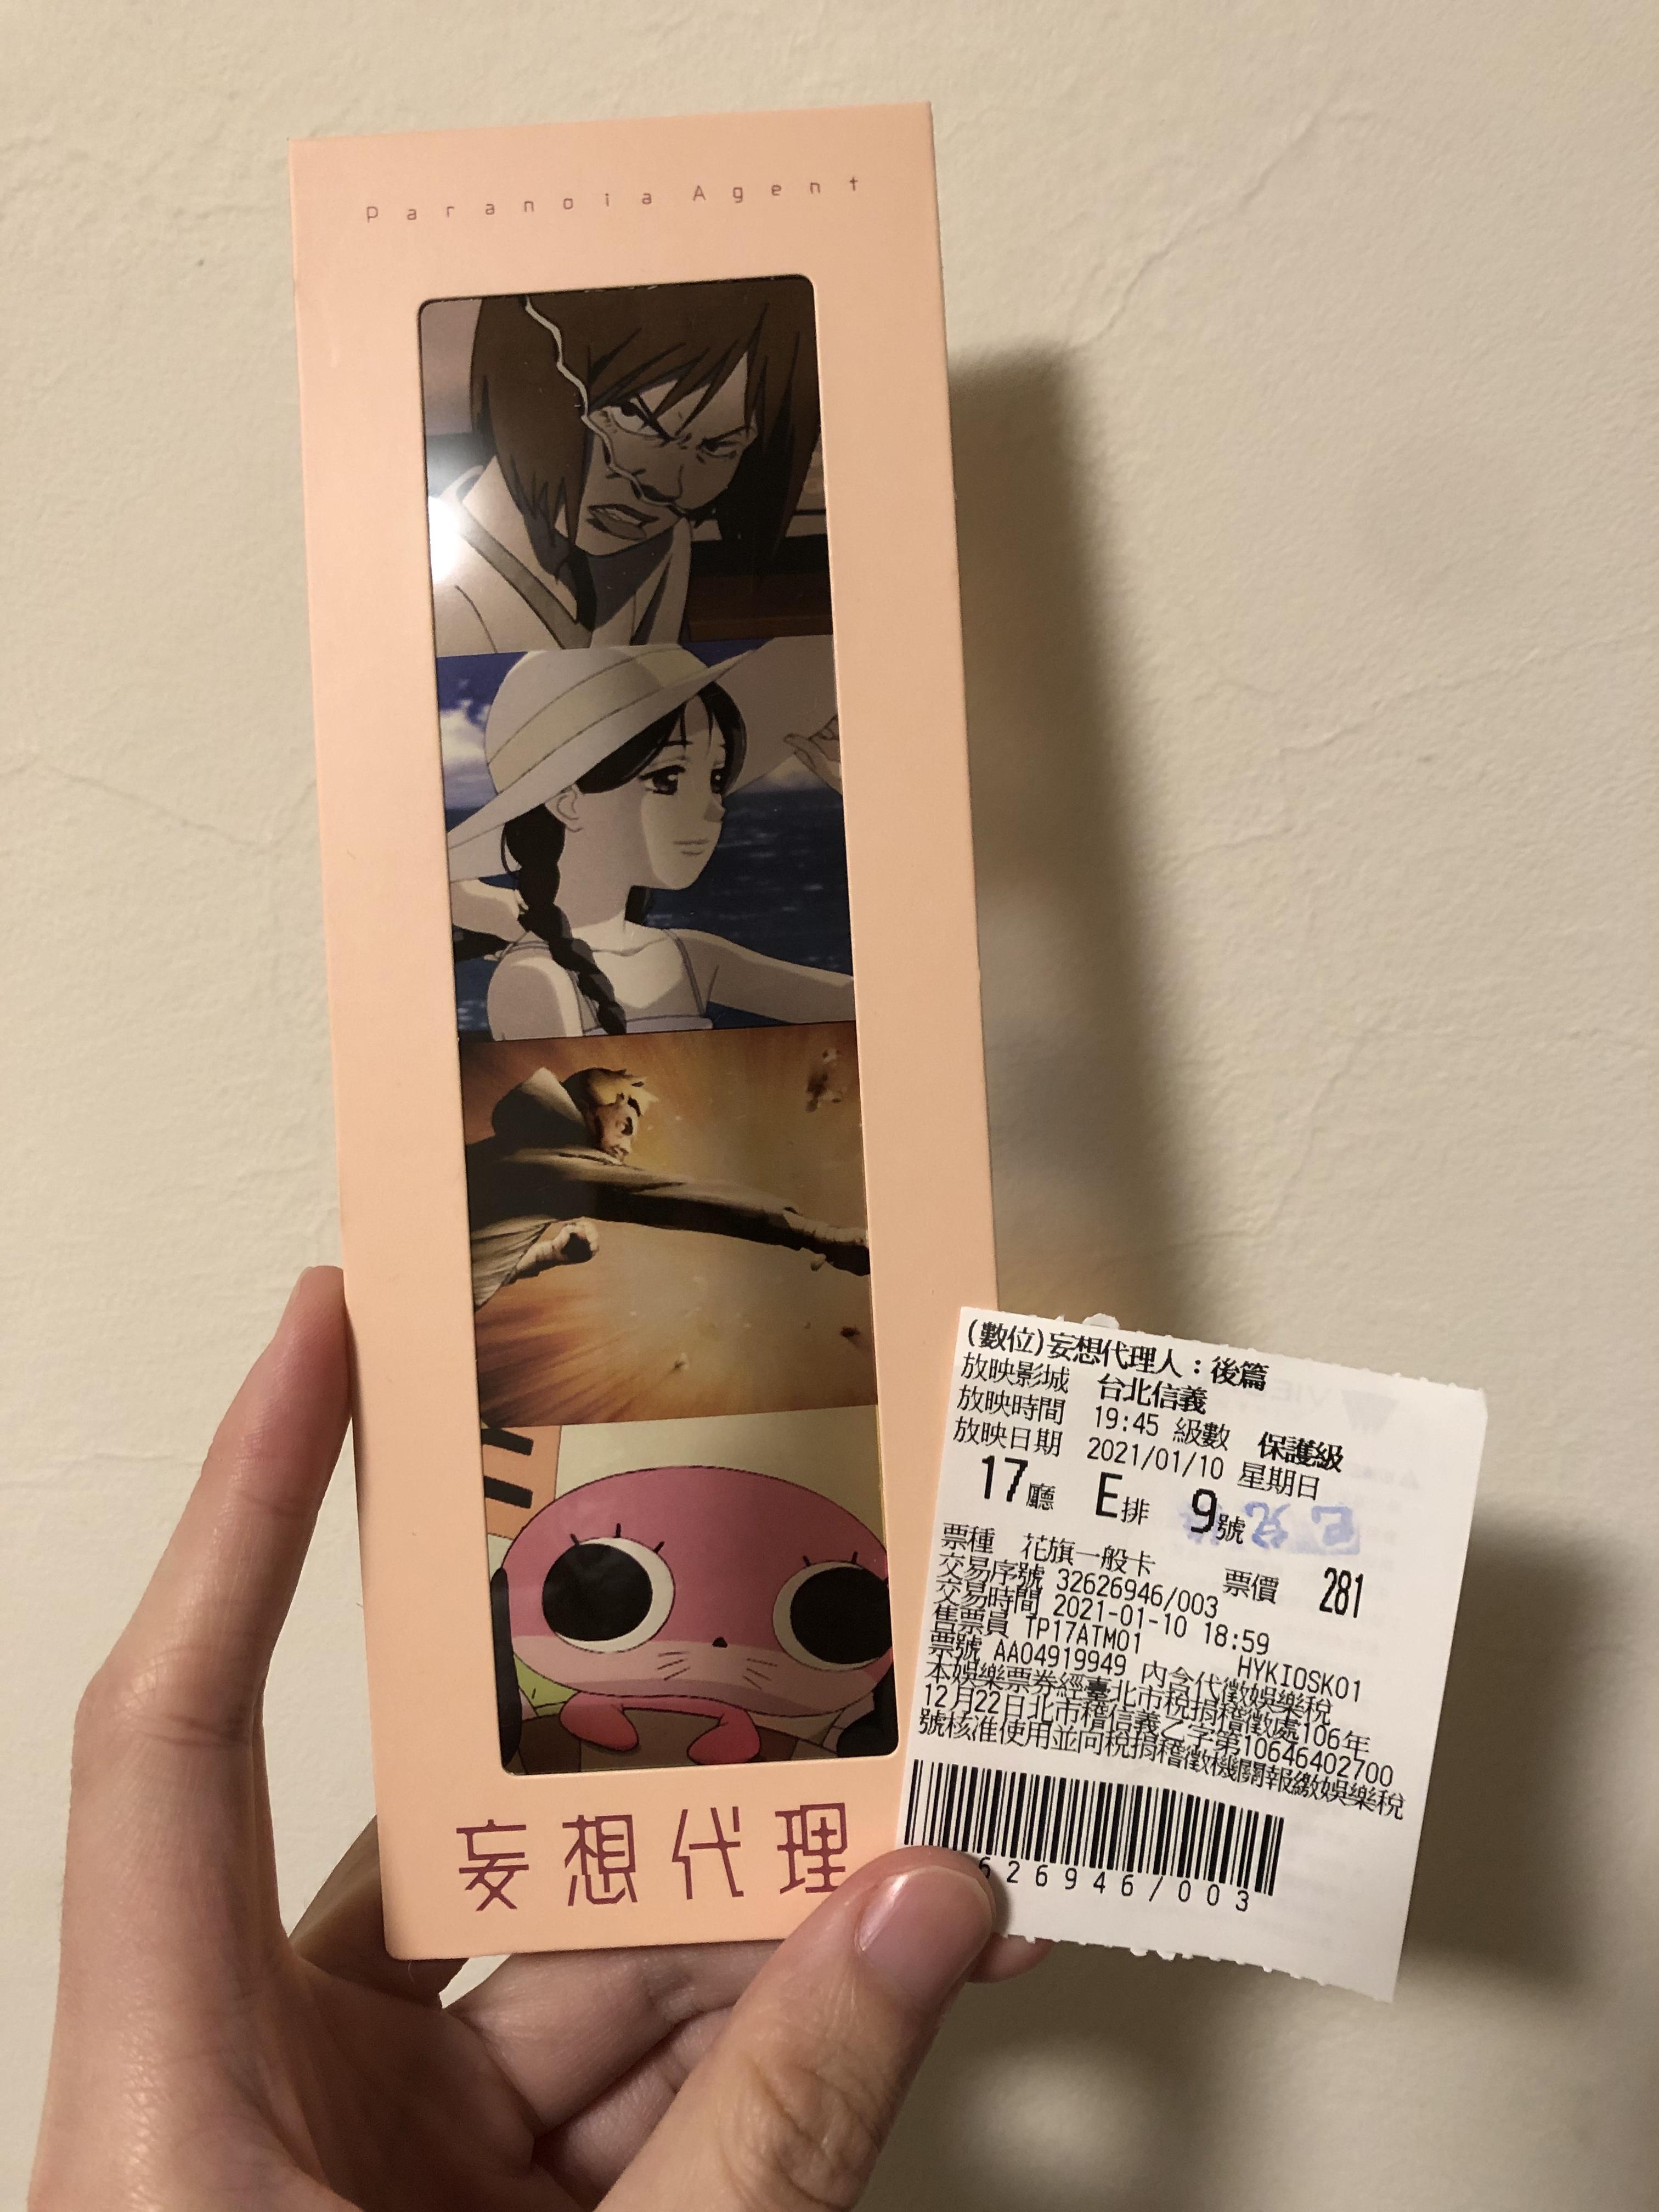 Paranoia Agent
妄想代理
(數位)妄想代理人：後篇
放映影城 台北信義
放映時間 19:45 級數 保護級
放映日期 2021/01/10 星期日
17廳 E排 9號
票種 花旗一般卡 票價 281
交易序號 32626946/003
交易時間 2021-01-10 18:59
售票員 TP17ATM01 HYKIOSK01
票號 AA04919949 內含代徵娛樂稅
本娛樂票券經臺北市稅捐稽徵處106年
12月22日北市稽信義乙字第10646402700
號核准使用並向稅捐稽徵機關報繳娛樂稅
626946/003